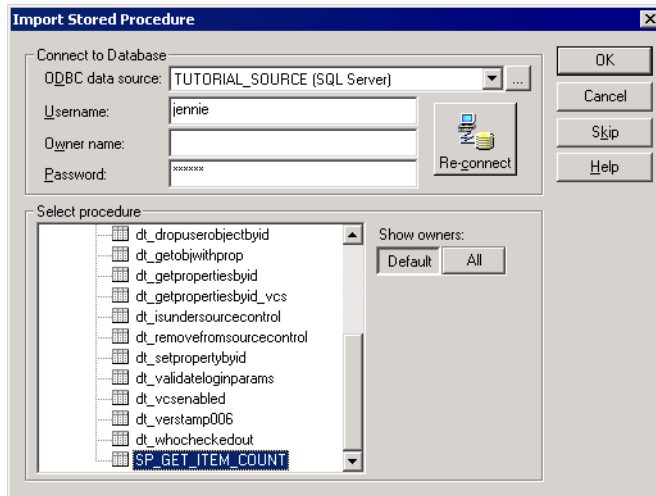 Import Stored Procedure
Connect to Database
ODBC data source: TUTORIAL_SOURCE (SQL Server) ...
Username: jennie
Owner name:
Password: xxxxxx
Re-connect
OK
Cancel
Skip
Help
Select procedure
dt_dropuserobjectbyid
dt_getobjwithprop
dt_getpropertiesbyid
dt_getpropertiesbyid_vcs
dt_isundersourcecontrol
dt_removefromsourcecontrol
dt_setpropertybyid
dt_validateloginparams
dt_vcsenabled
dt_verstamp006
dt_whocheckedout
SP_GET_ITEM_COUNT
Show owners:
Default All